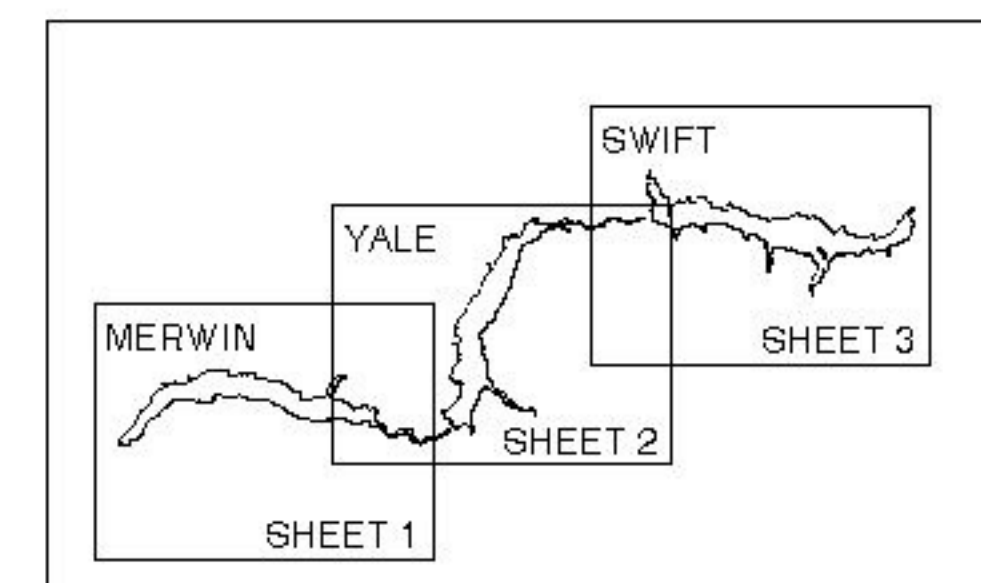 SWIFT
YALE
SHEET 3
MERWIN
SHEET 2
SHEET 1